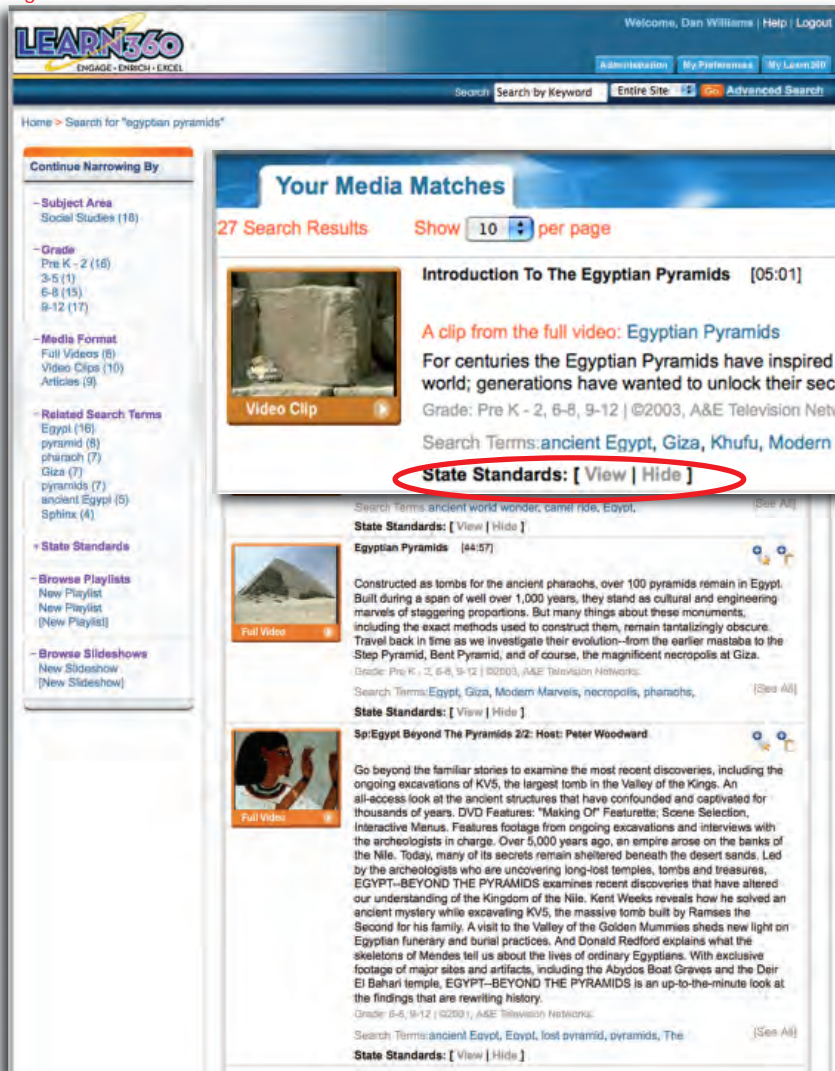 Welcome, Dan Williams | Help | Logout
LEARN360
ENGAGE • ENRICH • EXCEL
Administration My Preferences My Learn360
Search Search by Keyword Entire Site Go Advanced Search
Home > Search for "egyptian pyramids"
Continue Narrowing By
– Subject Area
Social Studies (18)
– Grade
Pre K - 2 (16)
3-5 (1)
6-8 (15)
9-12 (17)
– Media Format
Full Videos (8)
Video Clips (10)
Articles (9)
– Related Search Terms
Egypt (16)
pyramid (8)
pharaoh (7)
Giza (7)
pyramids (7)
ancient Egypt (5)
Sphinx (4)
+ State Standards
– Browse Playlists
New Playlist
New Playlist
[New Playlist]
– Browse Slideshows
New Slideshow
[New Slideshow]
Your Media Matches
27 Search Results Show 10 per page
Introduction To The Egyptian Pyramids [05:01]
A clip from the full video: Egyptian Pyramids
For centuries the Egyptian Pyramids have inspired
world; generations have wanted to unlock their sec
Grade: Pre K - 2, 6-8, 9-12 | ©2003, A&E Television Netw
Search Terms:ancient Egypt, Giza, Khufu, Modern
Video Clip
State Standards: [ View | Hide ]
Search Terms:ancient world wonder, camel ride, Egypt, [See All]
State Standards: [ View | Hide ]
Egyptian Pyramids [44:57]
Constructed as tombs for the ancient pharaohs, over 100 pyramids remain in Egypt.
Built during a span of well over 1,000 years, they stand as cultural and engineering
marvels of staggering proportions. But many things about these monuments,
including the exact methods used to construct them, remain tantalizingly obscure.
Travel back in time as we investigate their evolution--from the earlier mastaba to the
Step Pyramid, Bent Pyramid, and of course, the magnificent necropolis at Giza.
Full Video
Grade: Pre K - 2, 6-8, 9-12 | ©2003, A&E Television Networks.
Search Terms:Egypt, Giza, Modern Marvels, necropolis, pharaohs, [See All]
State Standards: [ View | Hide ]
Sp:Egypt Beyond The Pyramids 2/2: Host: Peter Woodward
Go beyond the familiar stories to examine the most recent discoveries, including the
ongoing excavations of KV5, the largest tomb in the Valley of the Kings. An
all-access look at the ancient structures that have confounded and captivated for
thousands of years. DVD Features: "Making Of" Featurette; Scene Selection,
Interactive Menus. Features footage from ongoing excavations and interviews with
the archeologists in charge. Over 5,000 years ago, an empire arose on the banks of
the Nile. Today, many of its secrets remain sheltered beneath the desert sands. Led
by the archeologists who are uncovering long-lost temples, tombs and treasures,
EGYPT--BEYOND THE PYRAMIDS examines recent discoveries that have altered
our understanding of the Kingdom of the Nile. Kent Weeks reveals how he solved an
ancient mystery while excavating KV5, the massive tomb built by Ramses the
Second for his family. A visit to the Valley of the Golden Mummies sheds new light on
Egyptian funerary and burial practices. And Donald Redford explains what the
skeletons of Mendes tell us about the lives of ordinary Egyptians. With exclusive
footage of major sites and artifacts, including the Abydos Boat Graves and the Deir
El Bahari temple, EGYPT--BEYOND THE PYRAMIDS is an up-to-the-minute look at
the findings that are rewriting history.
Full Video
Grade: 6-8, 9-12 | ©2001, A&E Television Networks.
Search Terms:ancient Egypt, Egypt, lost pyramid, pyramids, The [See All]
State Standards: [ View | Hide ]